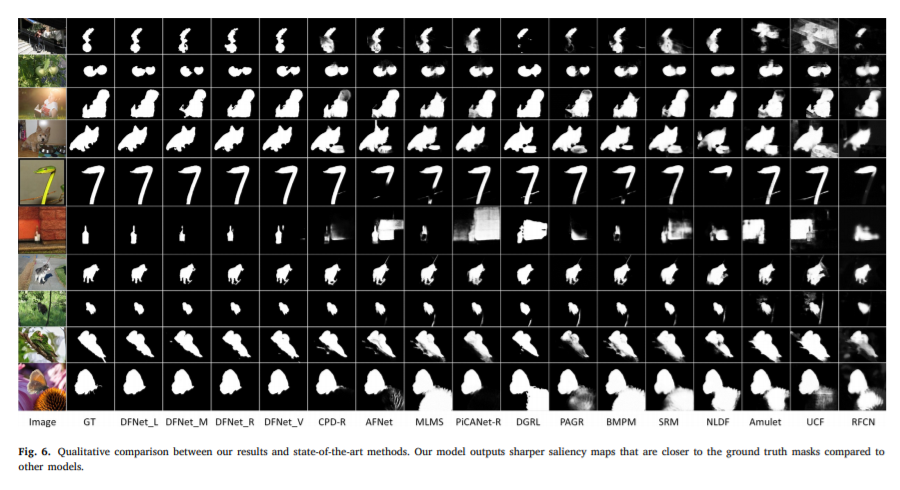 Image GT DFNet_L DFNet_M DFNet_R DFNet_V CPD-R AFNet MLMS PiCANet-R DGRL PAGR BMPM SRM NLDF Amulet UCF RFCN
Fig. 6. Qualitative comparison between our results and state-of-the-art methods. Our model outputs sharper saliency maps that are closer to the ground truth masks compared to
other models.